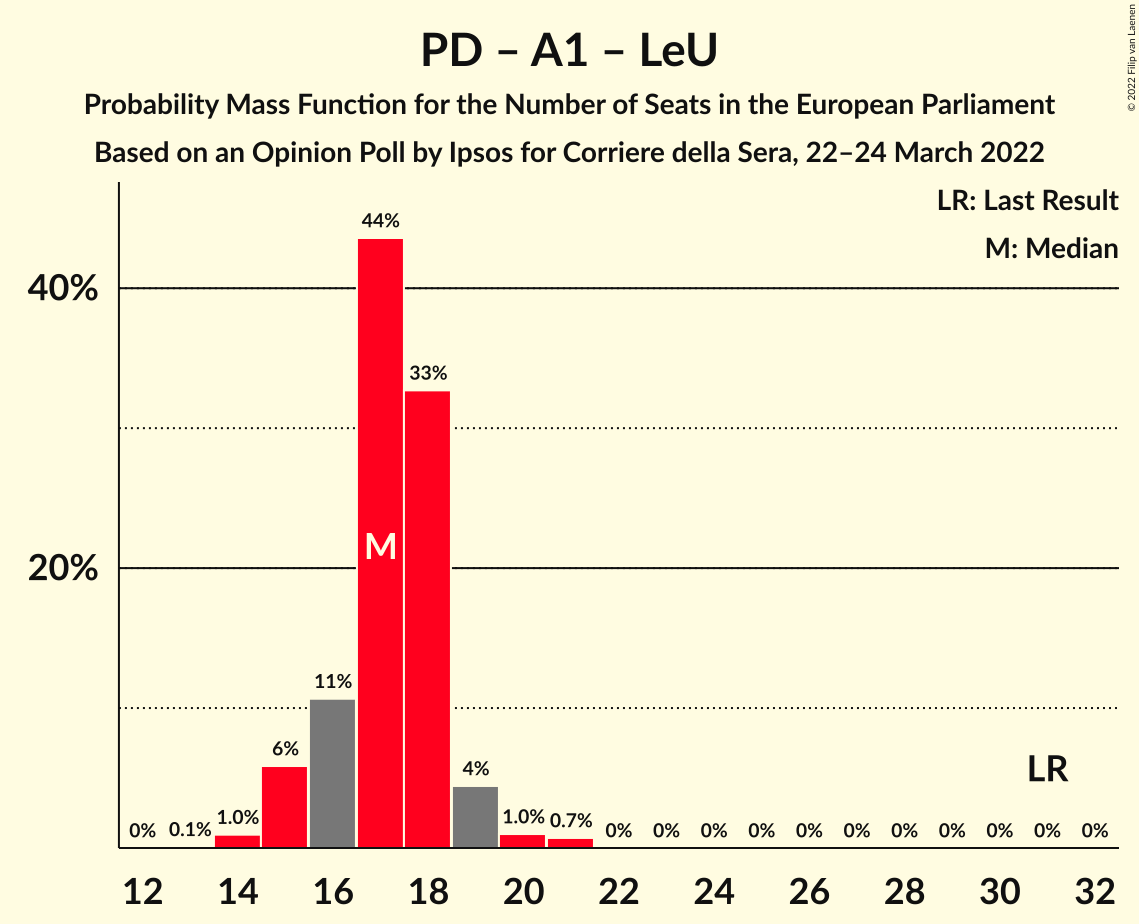 PD – A1 – LeU
Probability Mass Function for the Number of Seats in the European Parliament
Based on an Opinion Poll by Ipsos for Corriere della Sera, 22–24 March 2022
© 2022 Filip van Laenen
LR: Last Result
M: Median
40%
20%
44%
33%
M
11%
6%
4%
LR
0% 0.1% 1.0% 1.0% 0.7% 0% 0% 0% 0% 0% 0% 0% 0% 0% 0% 0%
12 14 16 18 20 22 24 26 28 30 32